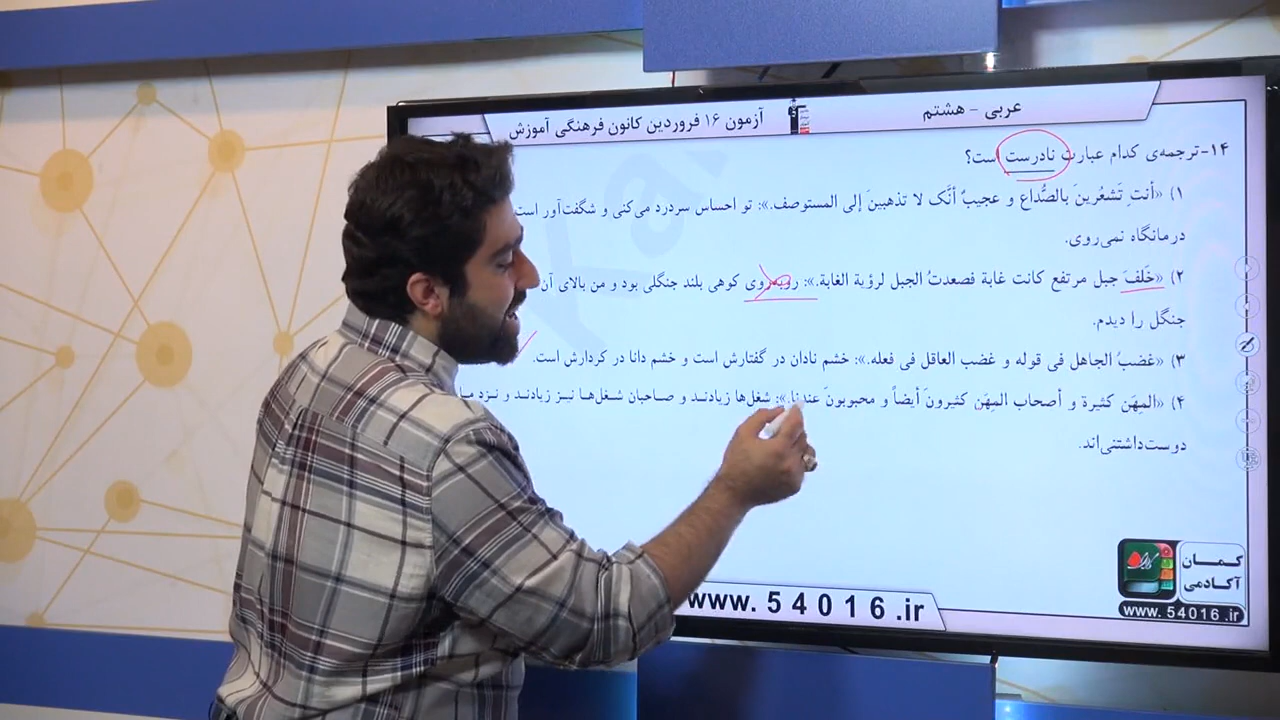 عربی - هشتم
آزمون ۱۶ فروردین کانون فرهنگی آموزش
۱۴-ترجمه‌ی کدام عبارت نادرست است؟
۱) «أنتِ تَشعُرینَ بالصُّداع و عجیبٌ أنَّک لا تذهبینَ إلی المستوصف.»: تو احساس سردرد می‌کنی و شگفت‌آور است
درمانگاه نمی‌روی.
۲) «خَلفَ جبل مرتفع کانت غابة فصعدتُ الجبل لرؤیة الغابة.»: روبه‌روی کوهی بلند جنگلی بود و من بالای آن
جنگل را دیدم.
۳) «غضبُ الجاهل فی قوله و غضب العاقل فی فعله.»: خشم نادان در گفتارش است و خشم دانا در کردارش است.
۴) «المِهَن کثیرة و أصحاب المِهَن کثیرونَ أیضاً و محبوبونَ عندنا.»: شغل‌ها زیادند و صاحبان شغل‌ها نیز زیادند و نزد ما
دوست‌داشتنی‌اند.
کمان
آکادمی
www. 54016 .ir
www. 54016 .ir